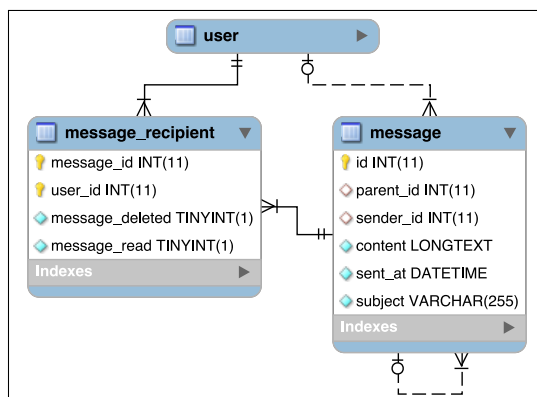 user
message_recipient
message_id INT(11)
user_id INT(11)
message_deleted TINYINT(1)
message_read TINYINT(1)
Indexes
message
id INT(11)
parent_id INT(11)
sender_id INT(11)
content LONGTEXT
sent_at DATETIME
subject VARCHAR(255)
Indexes